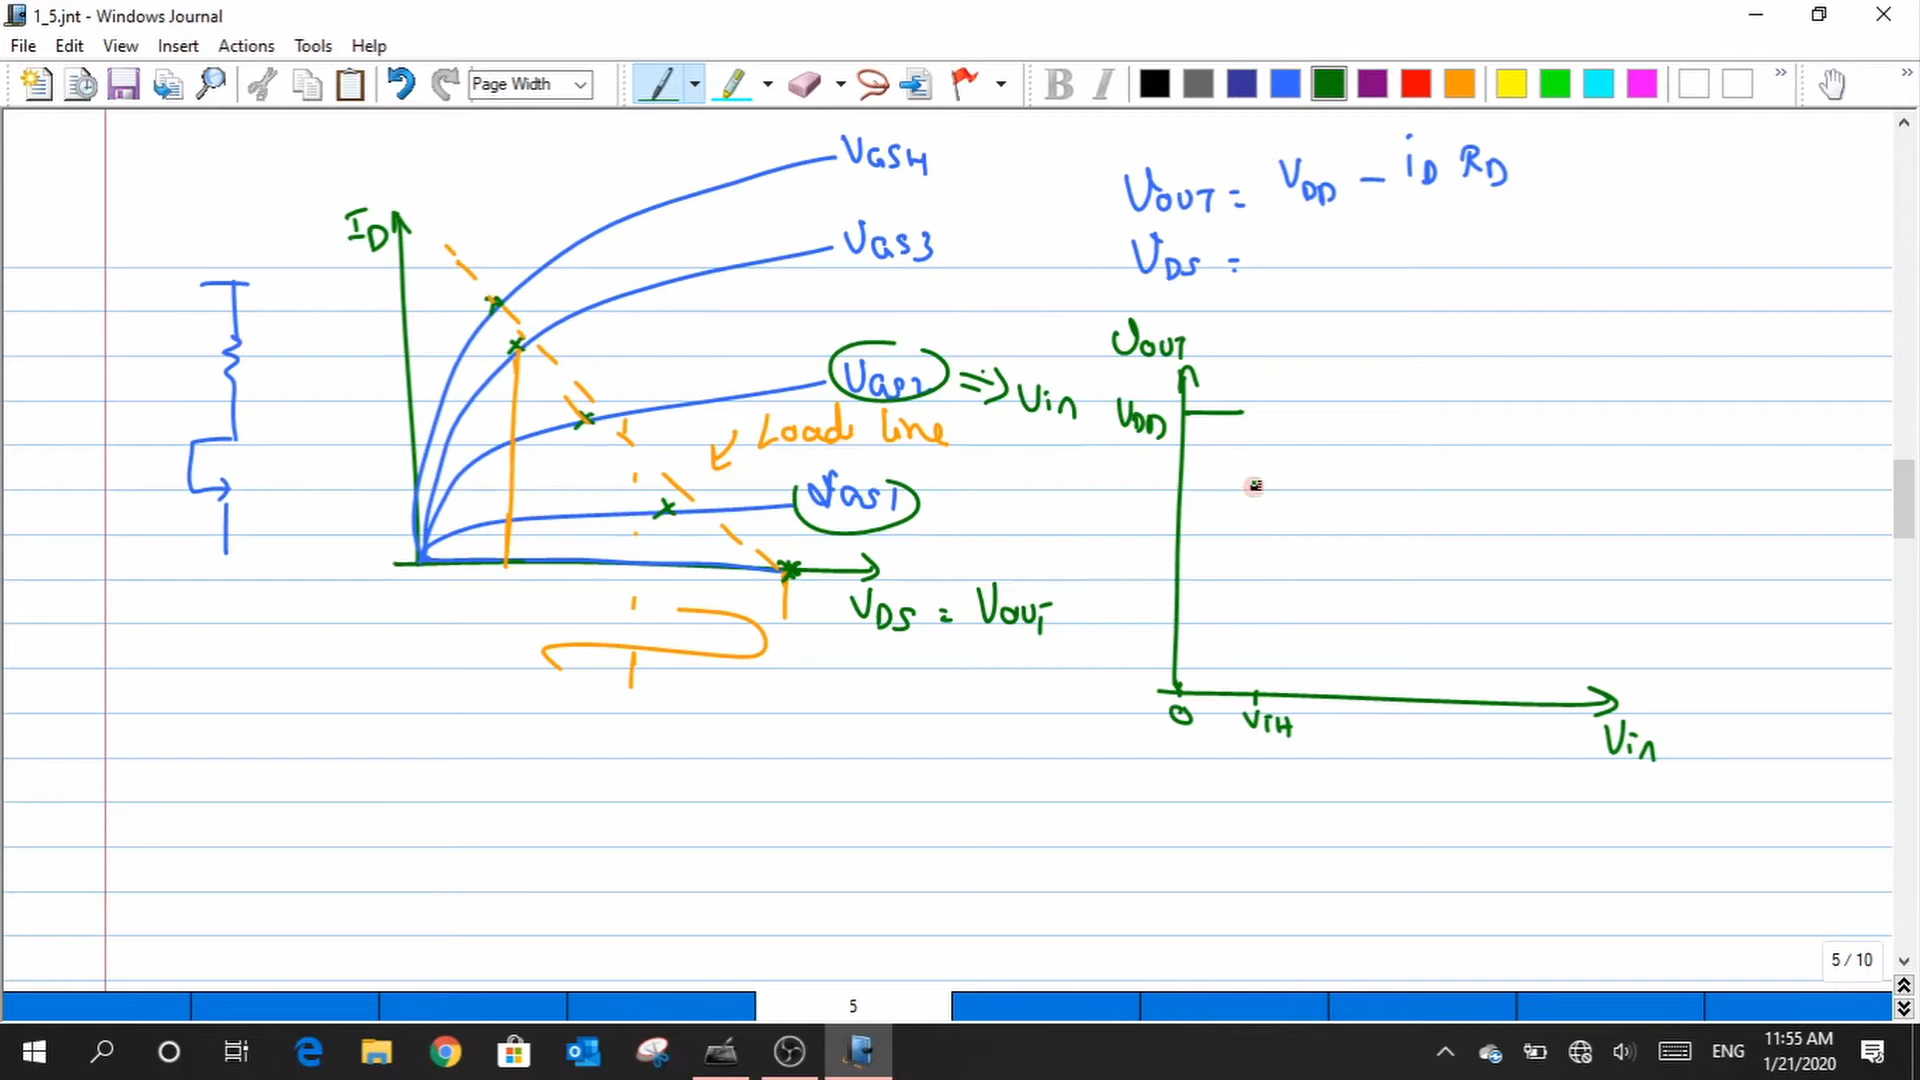 1_5.jnt - Windows Journal
File Edit View Insert Actions Tools Help
Page Width
B I
VGS4
VOUT = VDD - iD RD
ID
VGS3
VDS =
VOUT
VGS2 => Vin
VDD
Load line
VGS1
VDS = VOUT
0 VTH
Vin
5 / 10
5
ENG
11:55 AM
1/21/2020